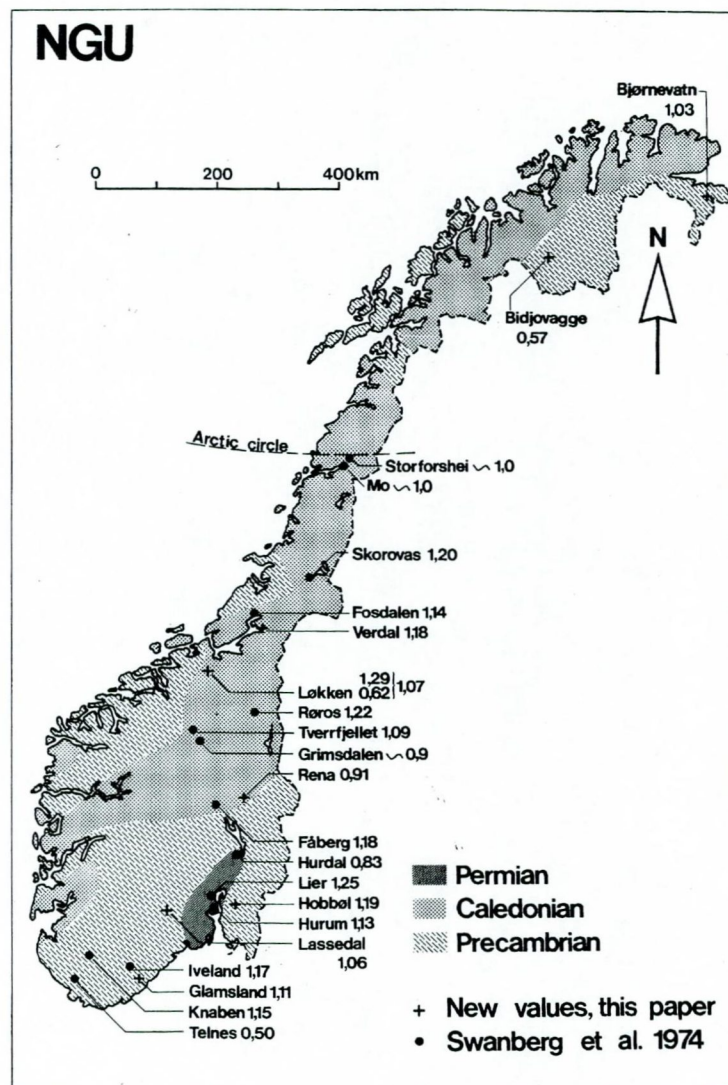 NGU
Bjørnevatn
1,03
0 200 400km
N
Bidjovagge
0,57
Arctic circle
Storforshei ∽ 1,0
Mo ∽ 1,0
Skorovas 1,20
Fosdalen 1,14
Verdal 1,18
Løkken 1,29 0,62 1,07
Røros 1,22
Tverrfjellet 1,09
Grimsdalen ∽ 0,9
Rena 0,91
Fåberg 1,18
Hurdal 0,83
Lier 1,25
Hobbøl 1,19
Hurum 1,13
Lassedal
1,06
Iveland 1,17
Glamsland 1,11
Knaben 1,15
Telnes 0,50
Permian
Caledonian
Precambrian
+ New values, this paper
• Swanberg et al. 1974